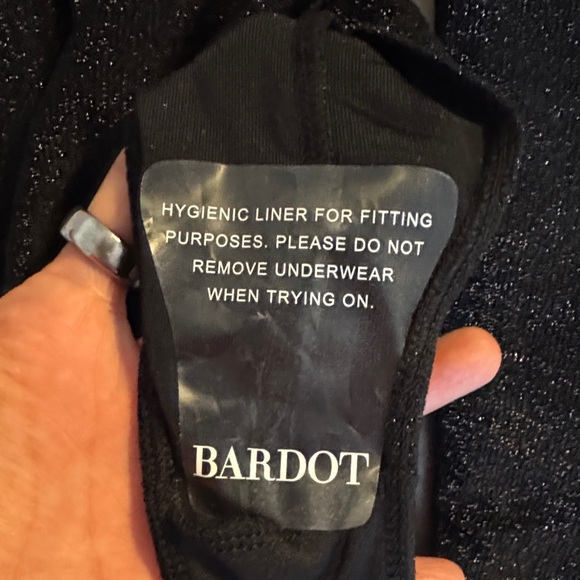 HYGIENIC LINER FOR FITTING
PURPOSES. PLEASE DO NOT
REMOVE UNDERWEAR
WHEN TRYING ON.
BARDOT